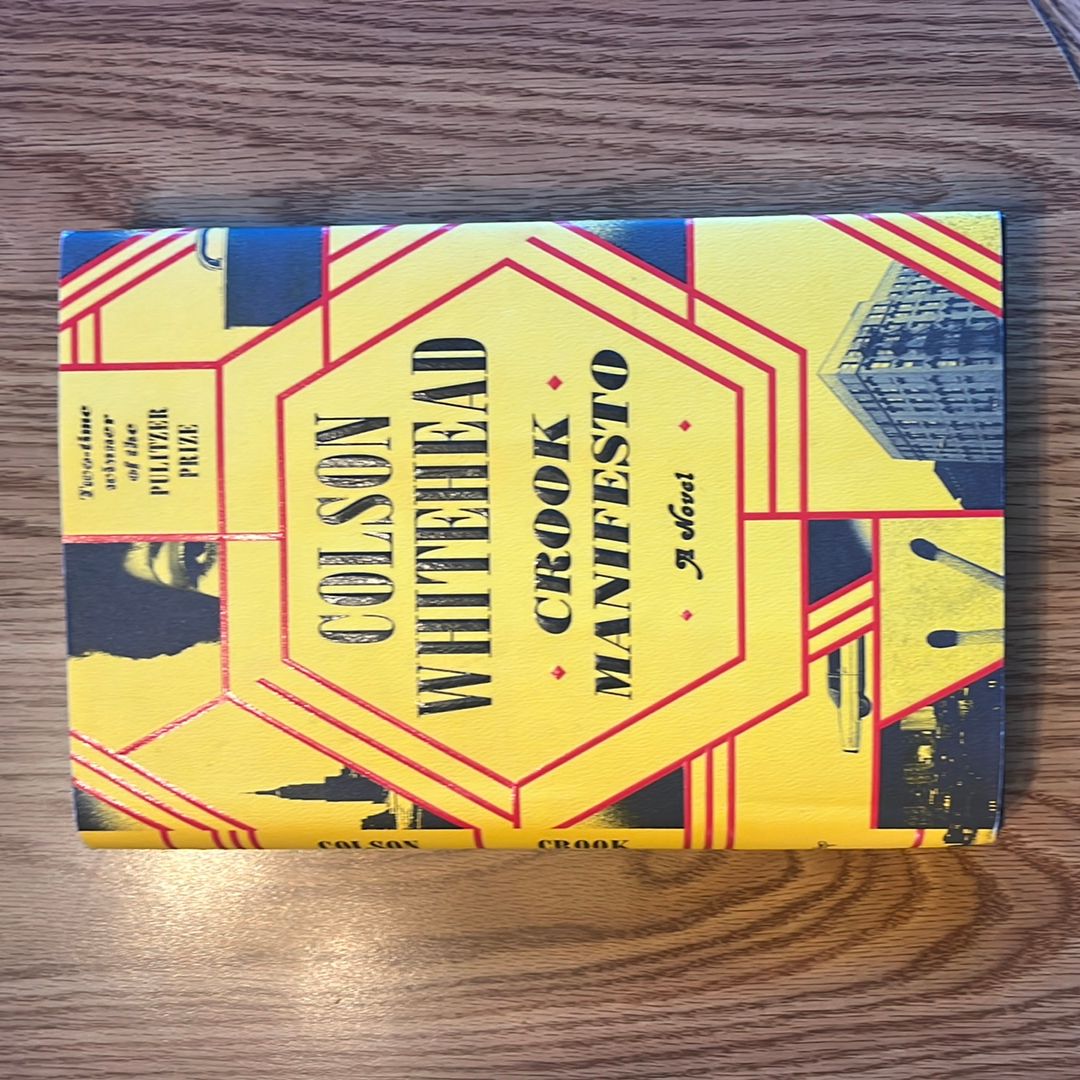 Two-time
winner
of the
PULITZER
PRIZE
COLSON
WHITEHEAD
CROOK
MANIFESTO
A Novel
COLSON
CROOK